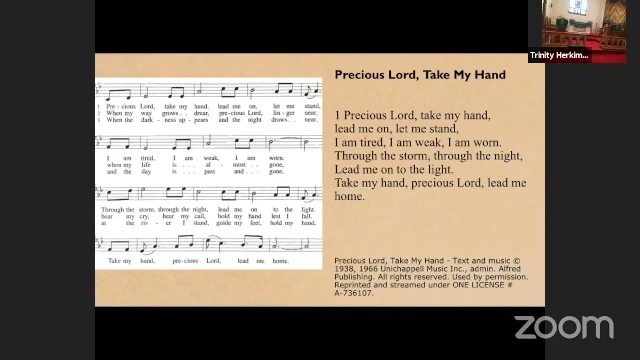 Trinity Herkim...
Precious Lord, Take My Hand
1 Pre - cious Lord, take my hand, lead me on, let me stand,
2 When my way grows drear, pre-cious Lord, lin - ger near,
3 When the dark - ness ap - pears and the night draws near,
I am tired, I am weak, I am worn.
when my life is al - most gone,
and the day is past and gone,
Through the storm, through the night, lead me on to the light.
hear my cry, hear my call, hold my hand lest I fall.
at the riv - er I stand, guide my feet, hold my hand.
Take my hand, pre - cious Lord, lead me home.
1 Precious Lord, take my hand,
lead me on, let me stand,
I am tired, I am weak, I am worn.
Through the storm, through the night,
Lead me on to the light.
Take my hand, precious Lord, lead me
home.
Precious Lord, Take My Hand - Text and music ©
1938, 1966 Unichappell Music Inc., admin. Alfred
Publishing. All rights reserved. Used by permission.
Reprinted and streamed under ONE LICENSE #
A-736107.
zoom